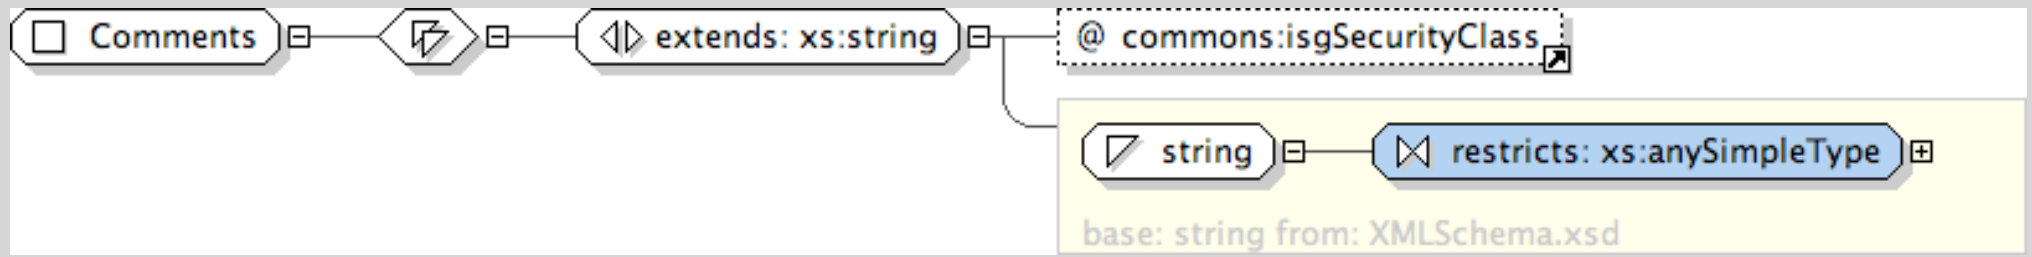 Comments
extends: xs:string
@ commons:isgSecurityClass
string
restricts: xs:anySimpleType
base: string from: XMLSchema.xsd